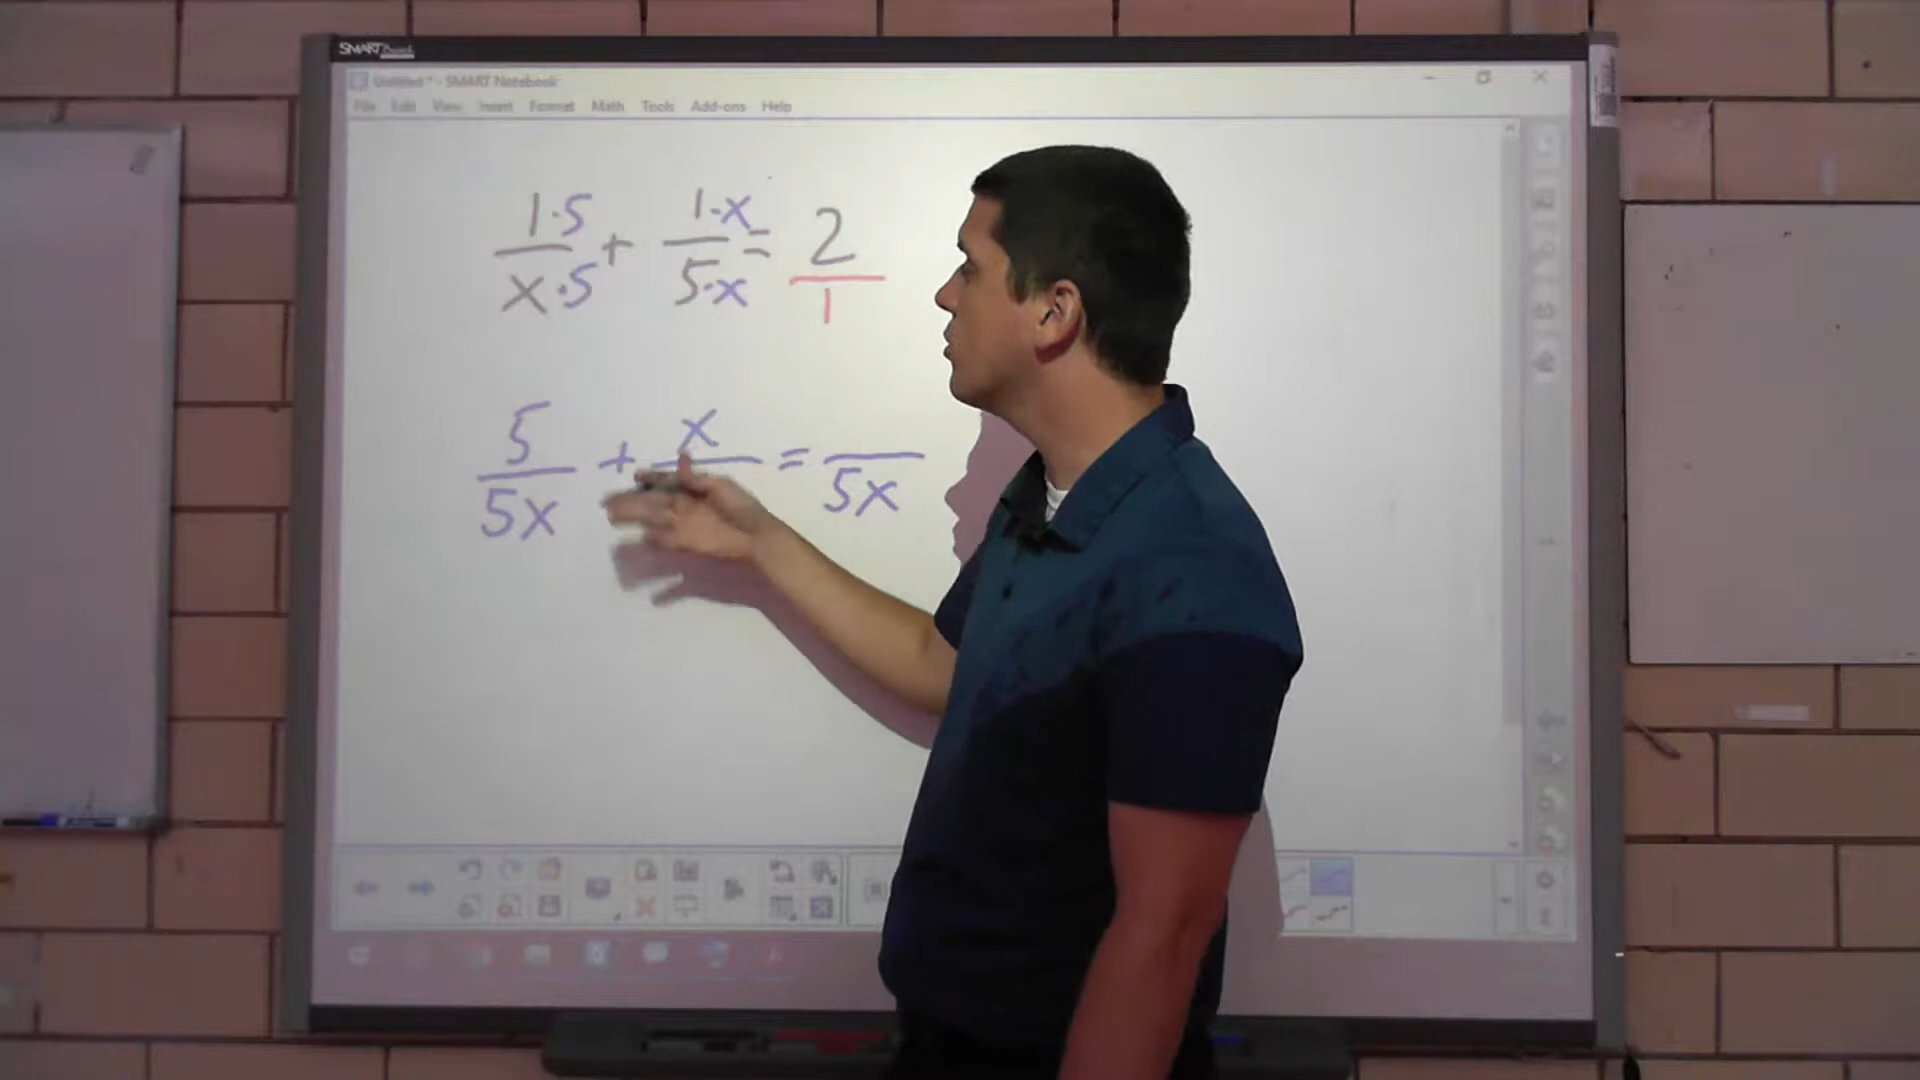 SMART Board
Untitled * - SMART Notebook
File Edit View Insert Format Math Tools Add-ons Help
1·5/x·5 + 1·x/5·x = 2/1
5/5x + x/ = /5x